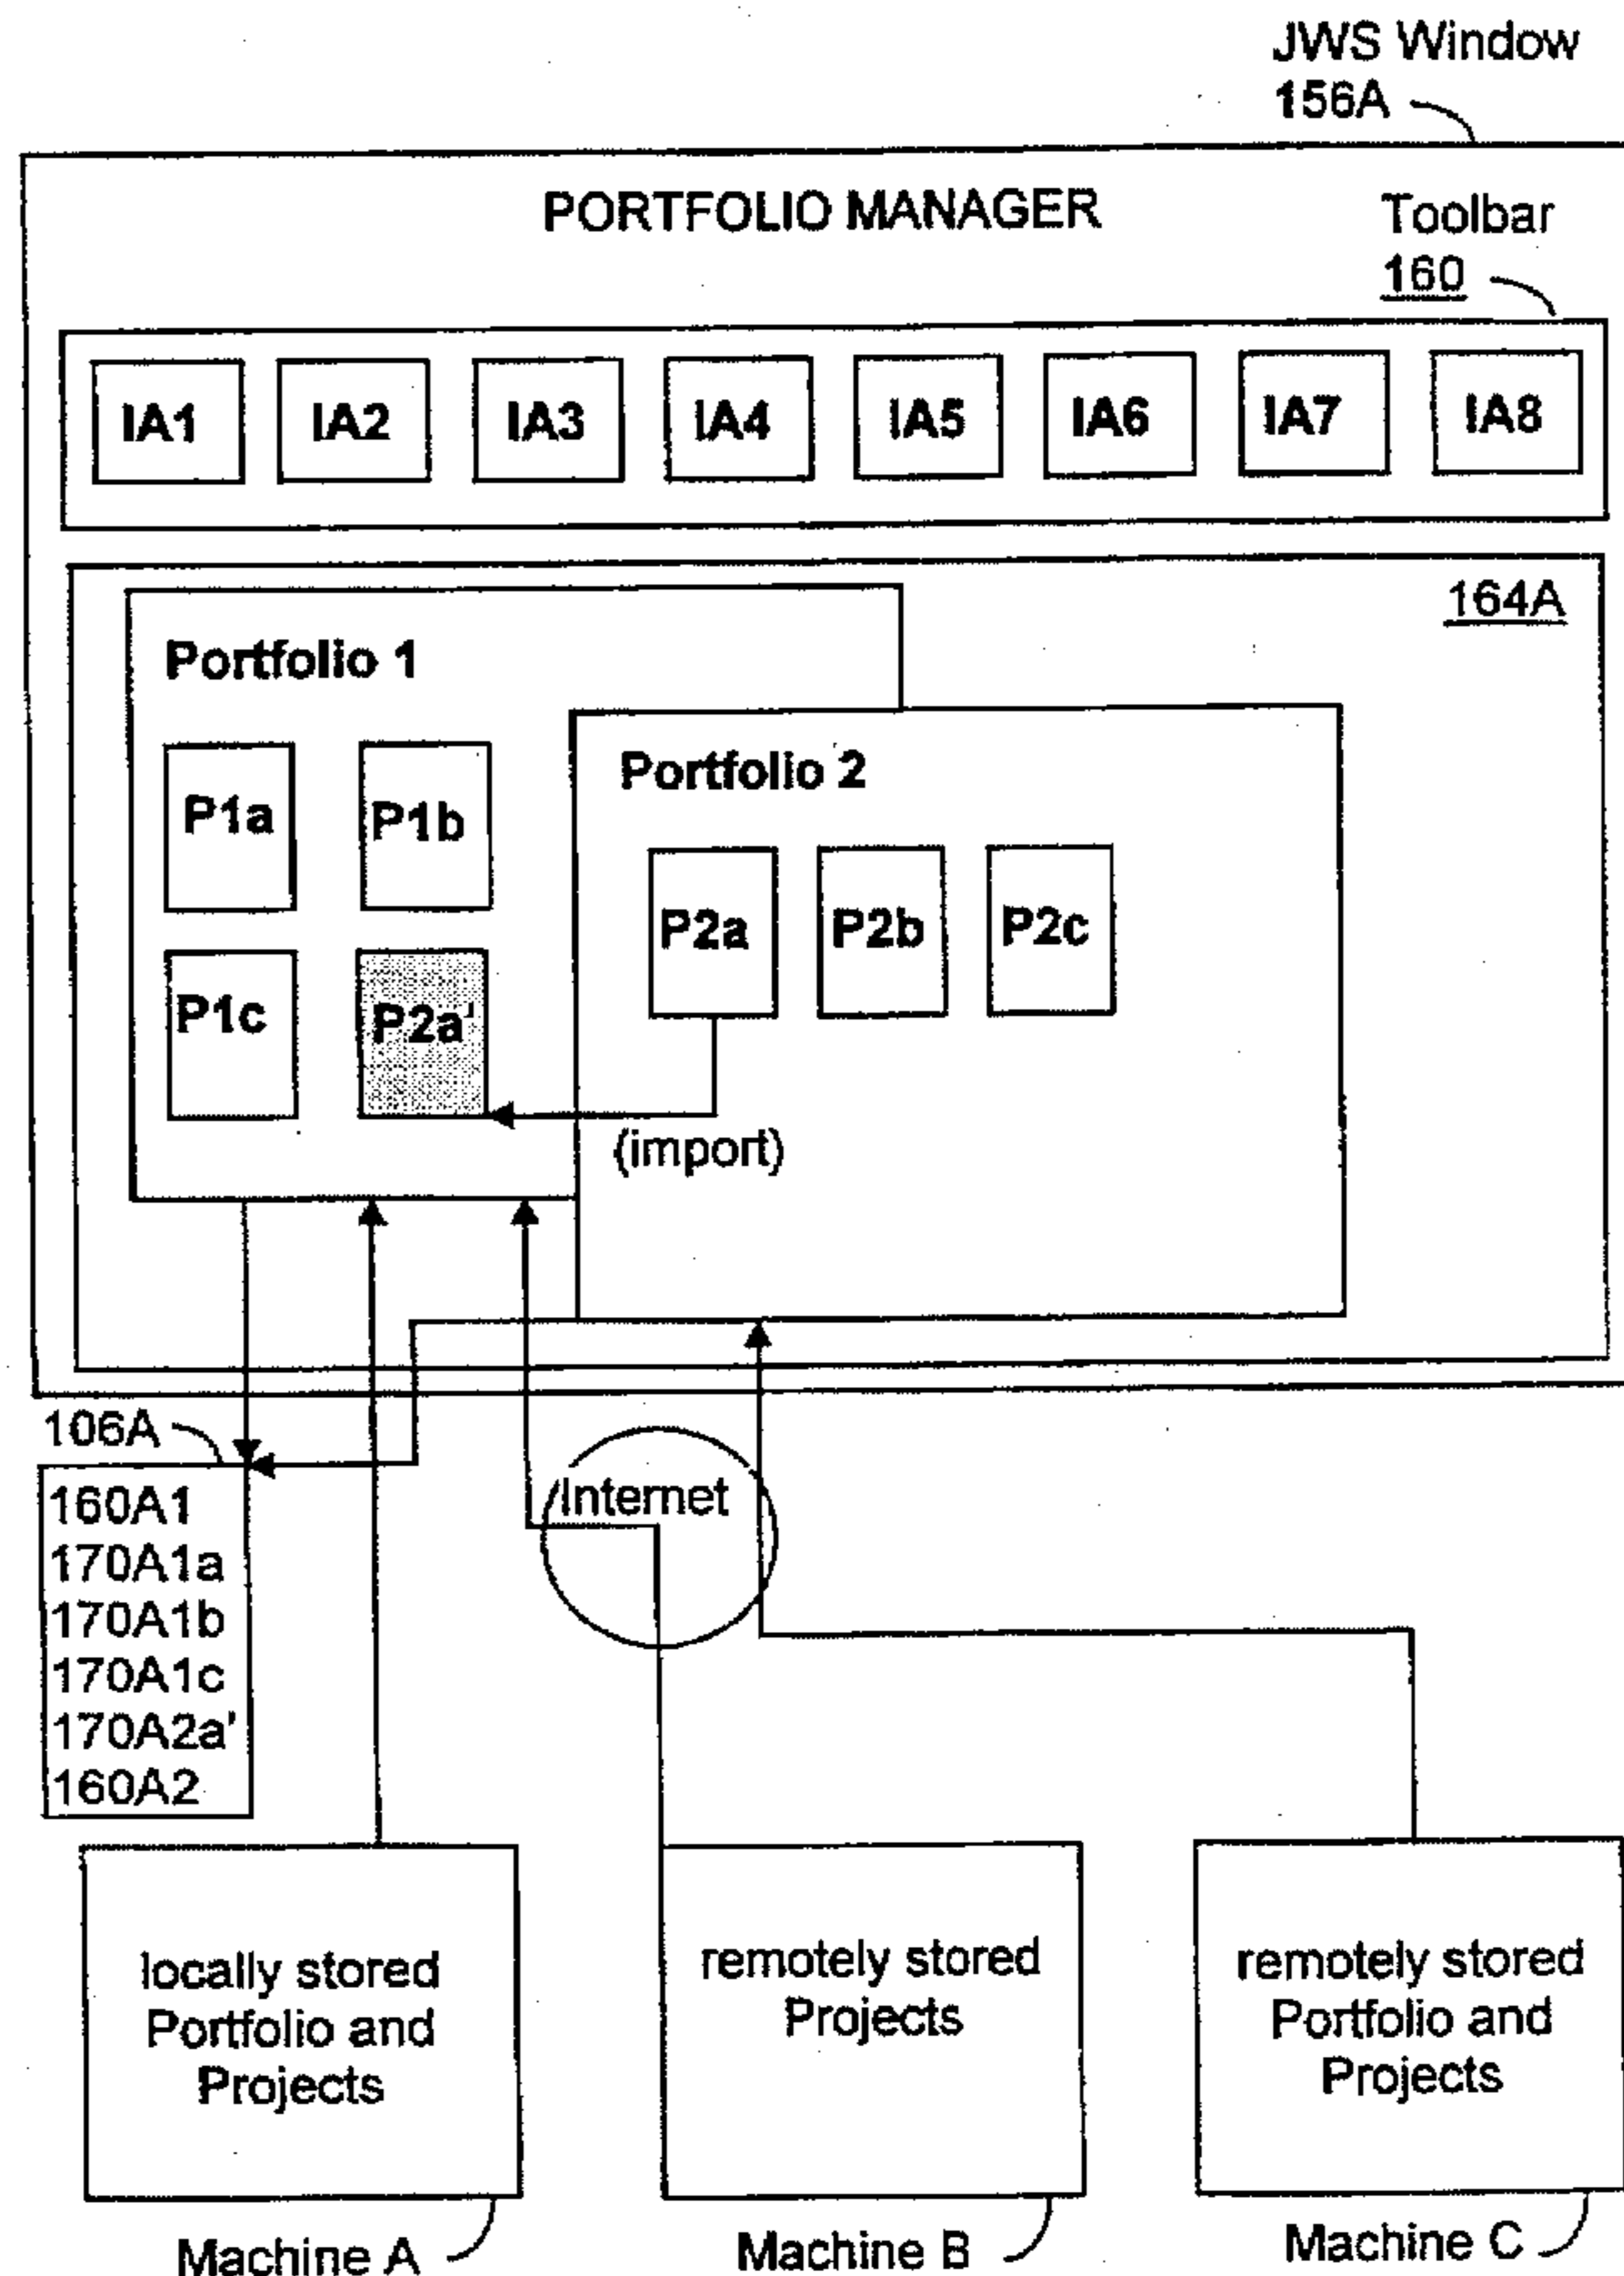 JWS Window
156A
PORTFOLIO MANAGER
Toolbar
160
IA1 IA2 IA3 IA4 IA5 IA6 IA7 IA8
164A
Portfolio 1
P1a P1b
P1c P2a'
Portfolio 2
P2a P2b P2c
(import)
106A
160A1
170A1a
170A1b
170A1c
170A2a'
160A2
Internet
locally stored
Portfolio and
Projects
remotely stored
Projects
remotely stored
Portfolio and
Projects
Machine A
Machine B
Machine C